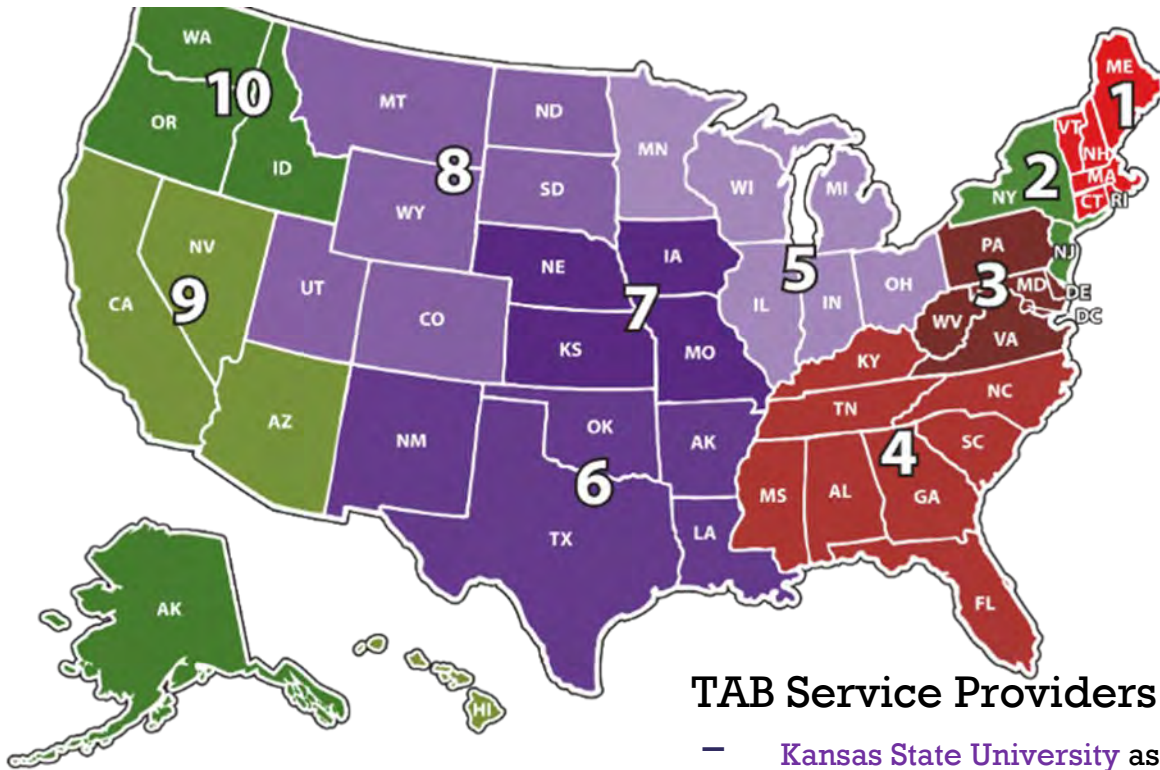 WA
ME
10
MT
1
ND
OR
VT
MN
NH
ID
8
2
MA
SD
WI
MI
NY
CT
RI
WY
PA
NV
NJ
IA
NE
5
3
MD
UT
OH
DE
CA
9
7
IL
IN
DC
CO
WV
VA
KS
MO
KY
NC
TN
AZ
OK
NM
AK
SC
4
6
MS
AL
GA
LA
TX
FL
AK
HI
TAB Service Providers
– Kansas State University as